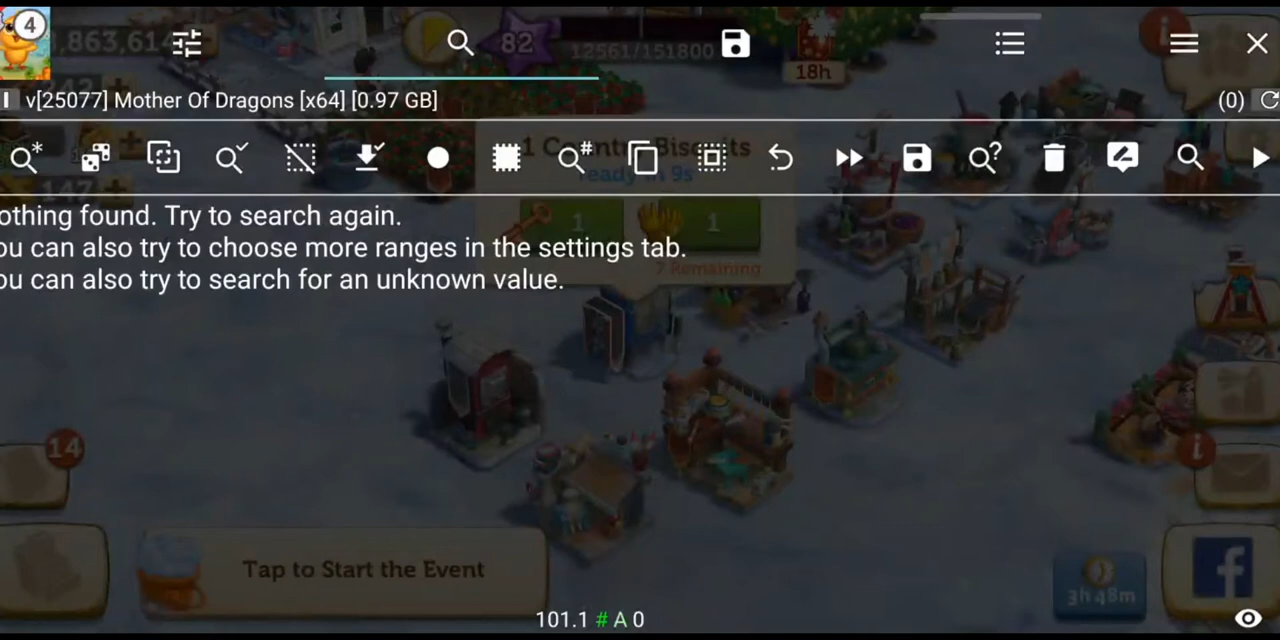 4
,863,614
82
12561/151800
18h
v[25077] Mother Of Dragons [x64] [0.97 GB]
(0)
1 Country Biscuits
ready in 9s
147
othing found. Try to search again.
ou can also try to choose more ranges in the settings tab.
ou can also try to search for an unknown value.
1
1
7 Remaining
14
Tap to Start the Event
3h 48m
101.1 # A 0